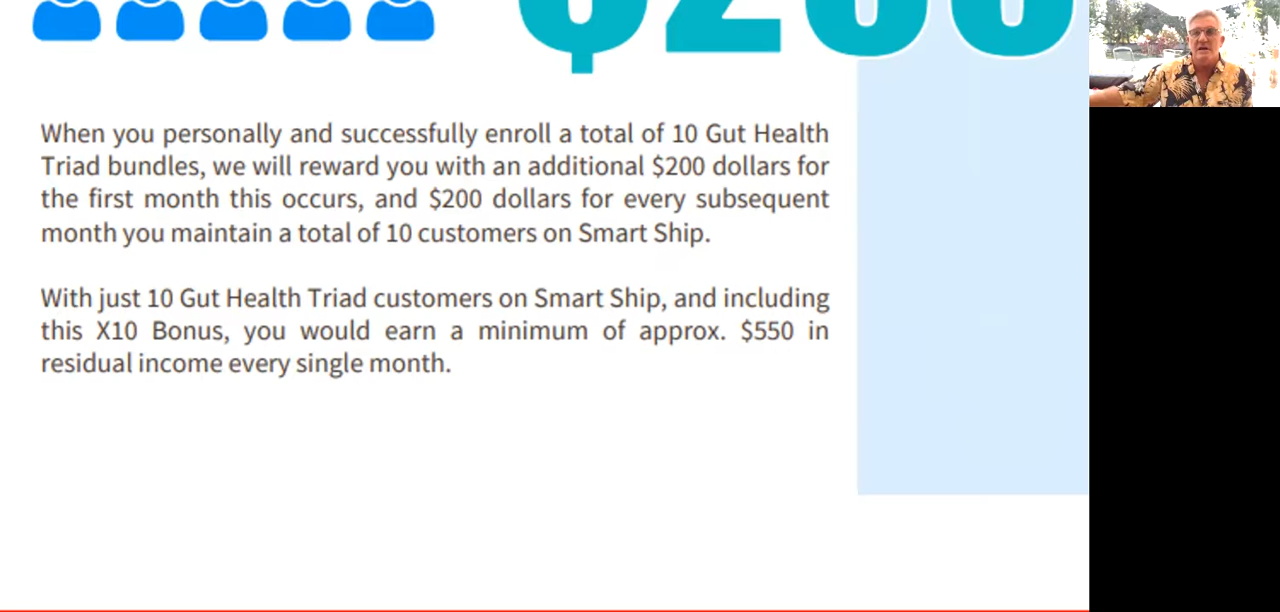 $200
When you personally and successfully enroll a total of 10 Gut Health
Triad bundles, we will reward you with an additional $200 dollars for
the first month this occurs, and $200 dollars for every subsequent
month you maintain a total of 10 customers on Smart Ship.
With just 10 Gut Health Triad customers on Smart Ship, and including
this X10 Bonus, you would earn a minimum of approx. $550 in
residual income every single month.